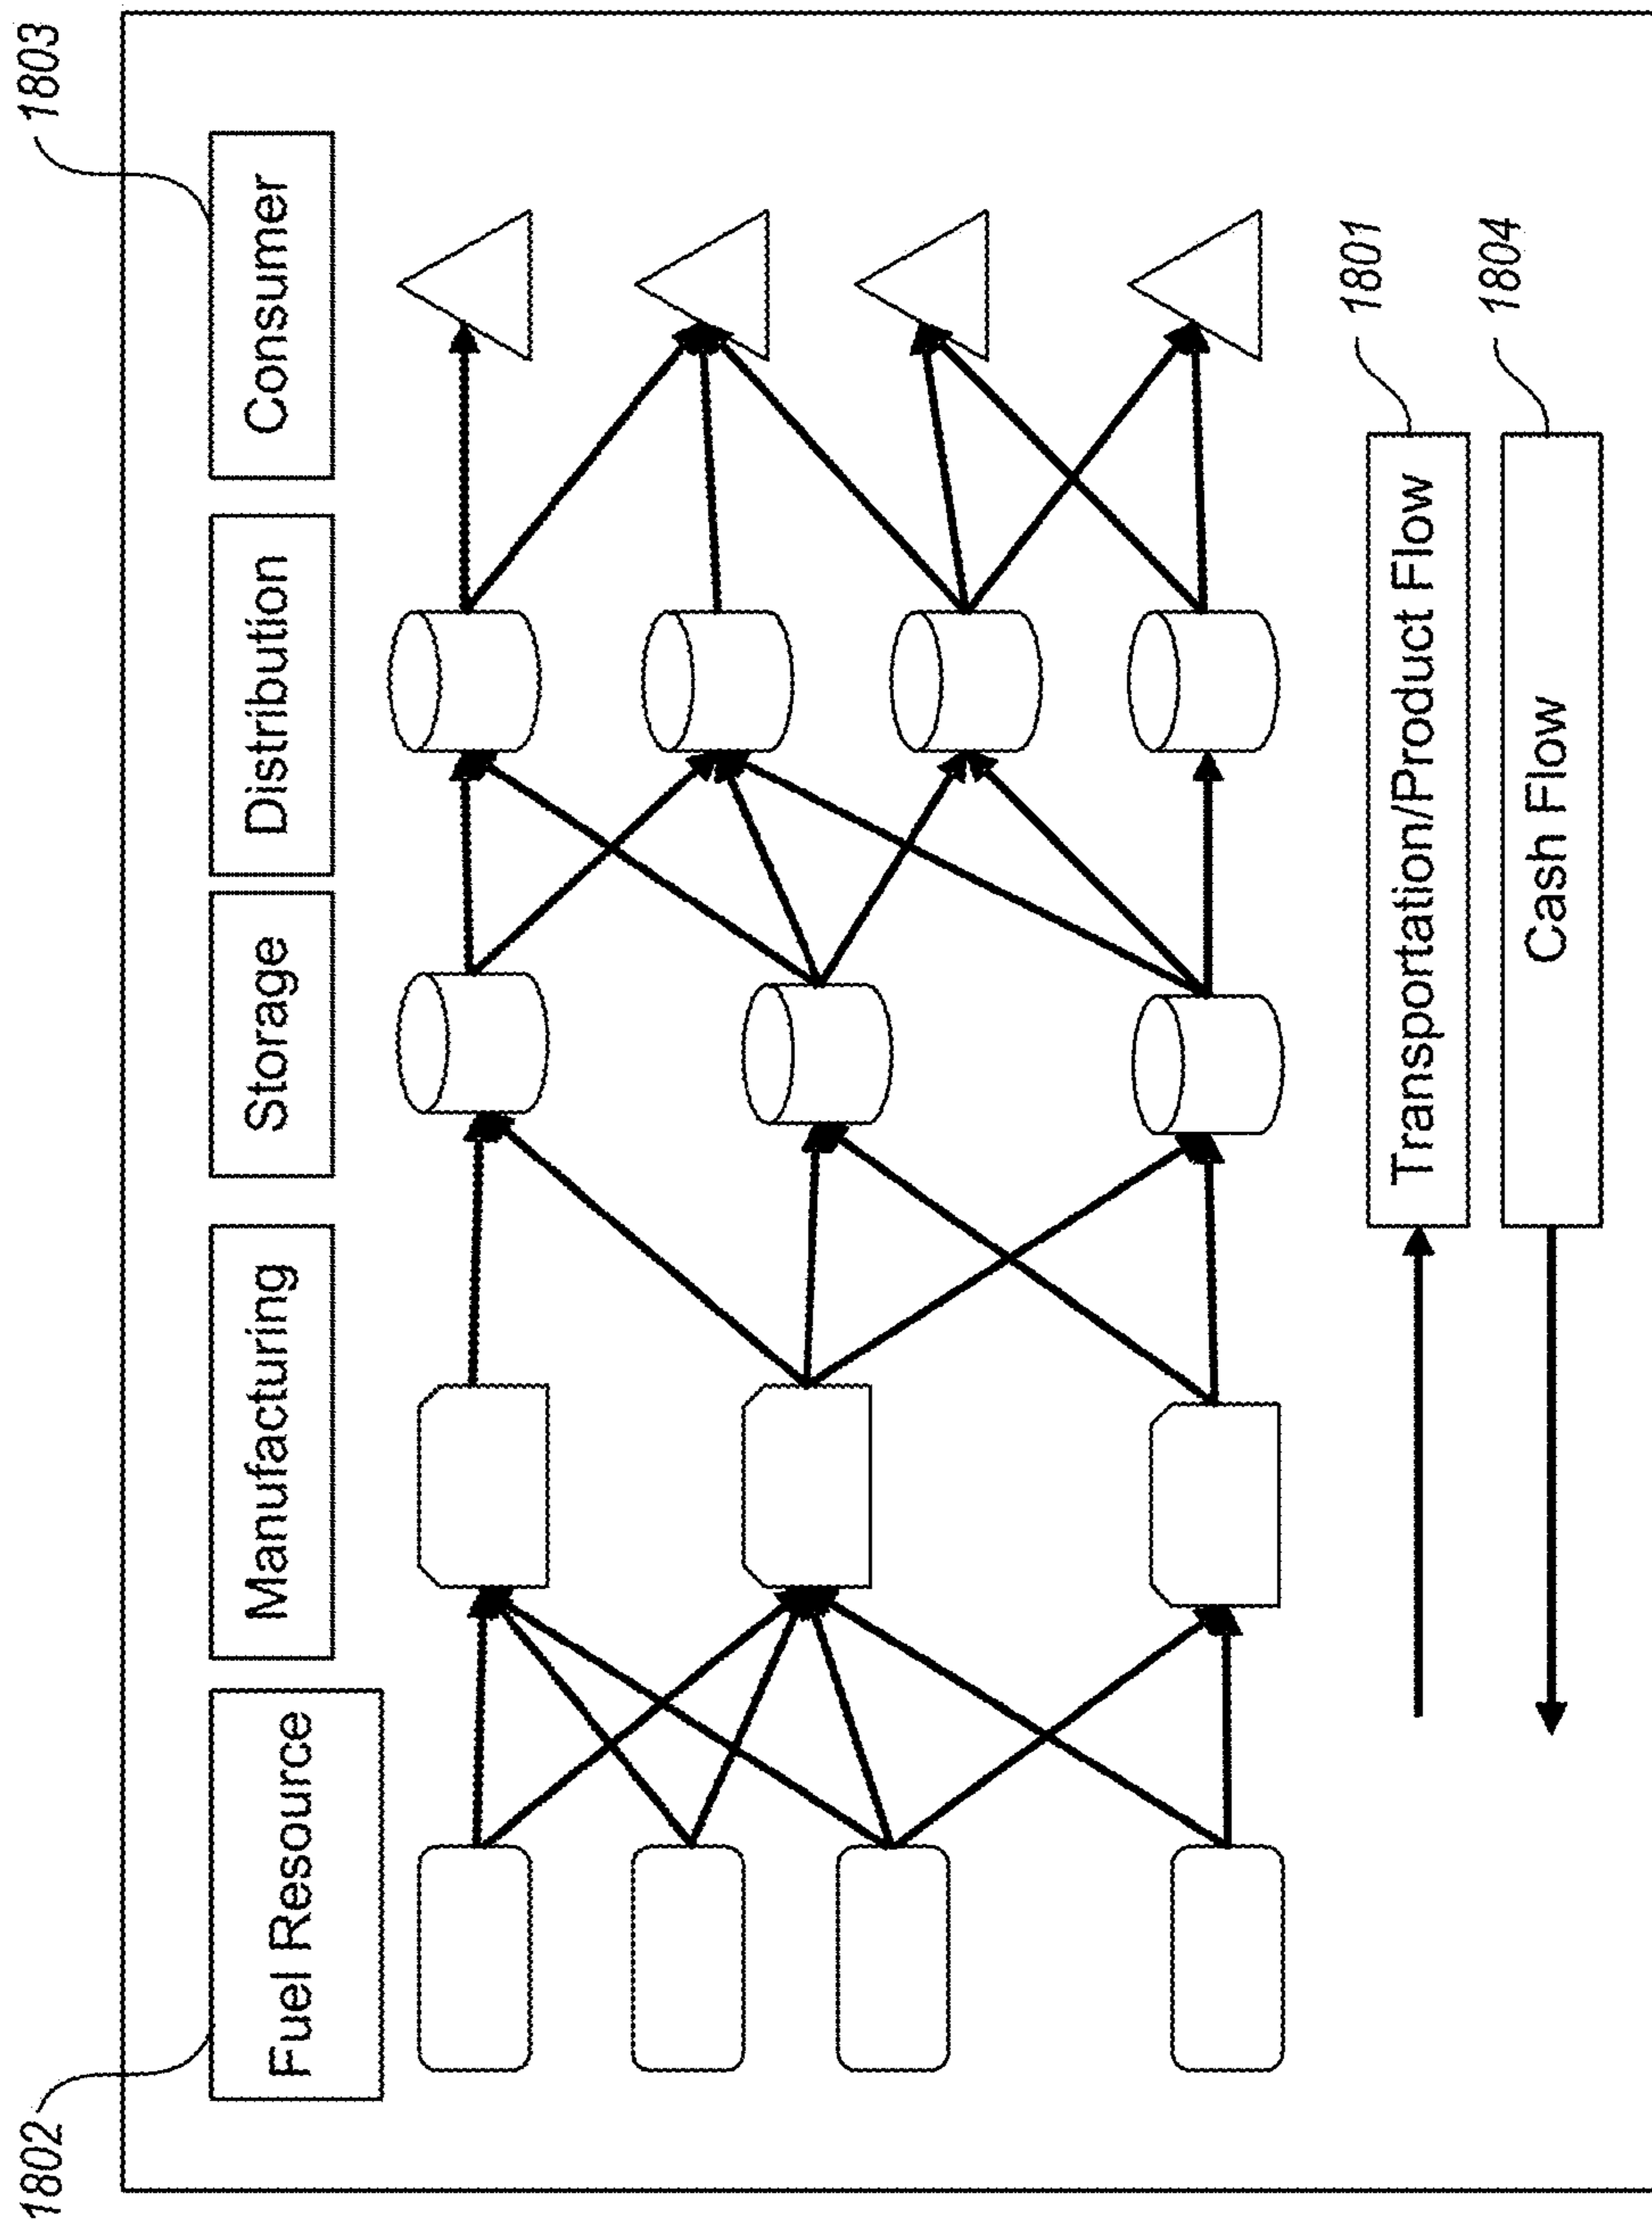 1802
1803
Fuel Resource
Manufacturing
Storage
Distribution
Consumer
Transportation/Product Flow
1801
Cash Flow
1804